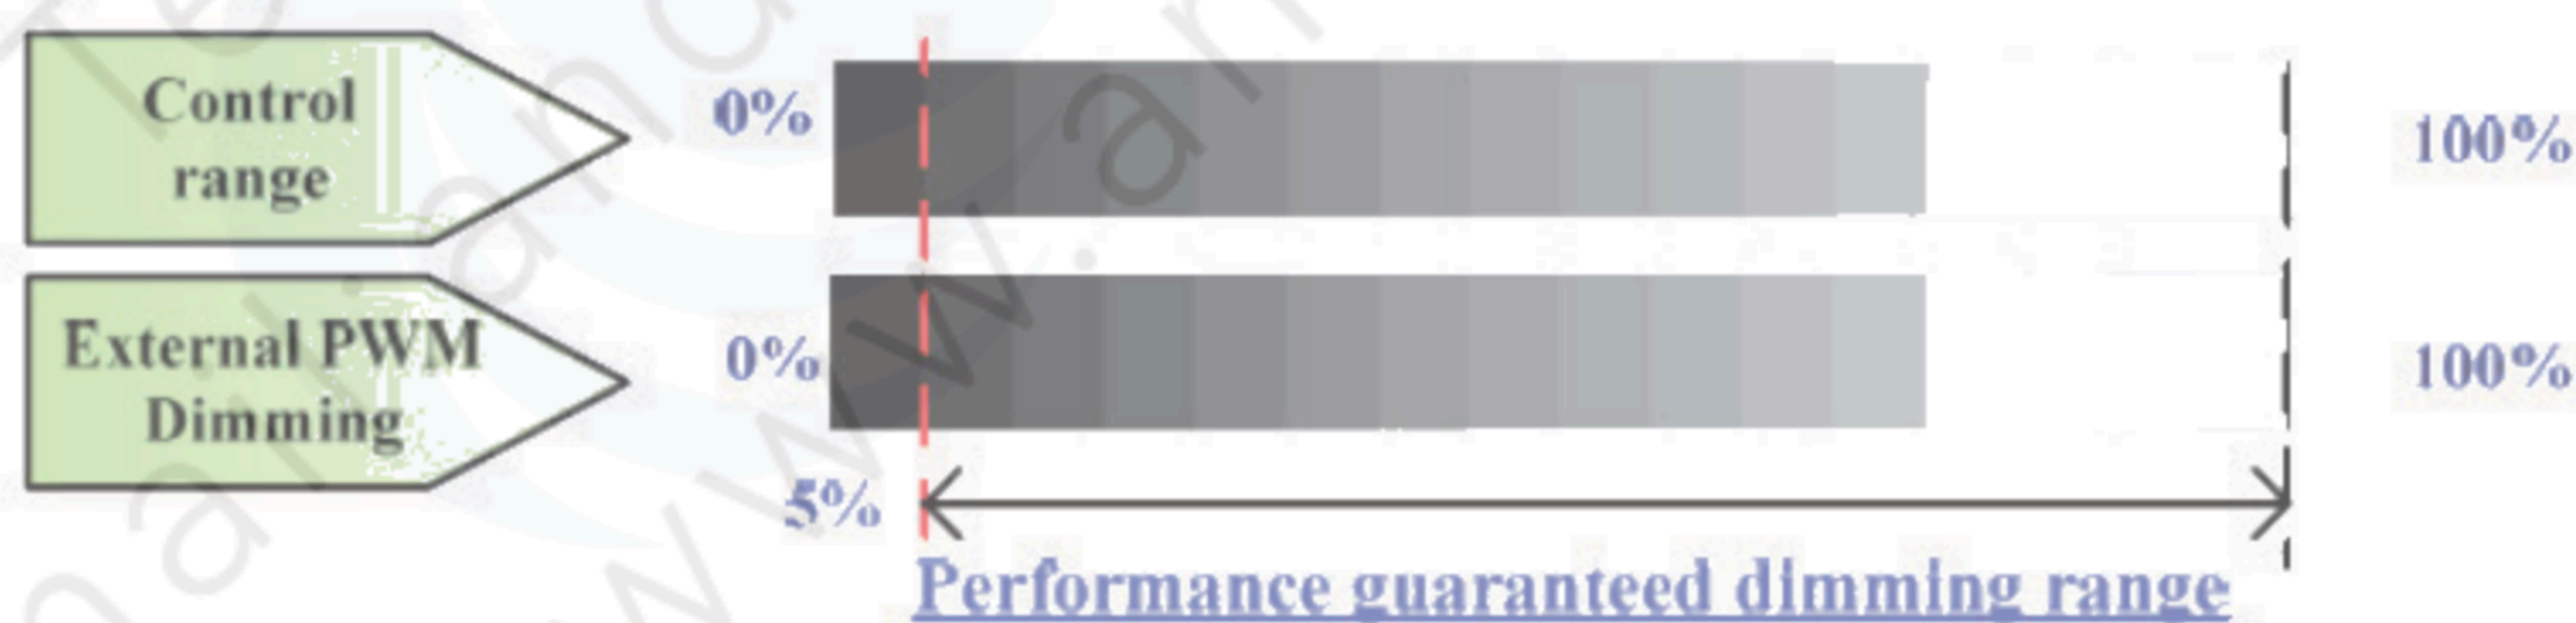 Control
range
0%
100%
External PWM
Dimming
0%
100%
5%
Performance guaranteed dimming range